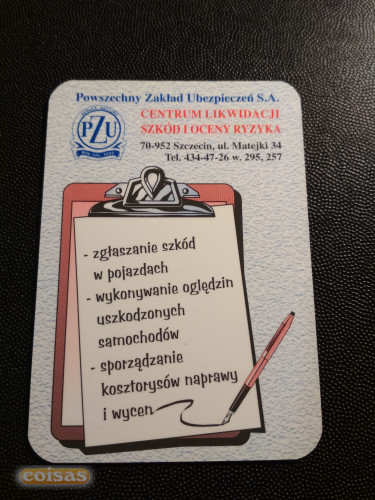 Powszechny Zakład Ubezpieczeń S.A.
PZU
CENTRUM LIKWIDACJI
SZKÓD I OCENY RYZYKA
70-952 Szczecin, ul. Matejki 34
Tel. 434-47-26 w. 295, 257
- zgłaszanie szkód
w pojazdach
- wykonywanie oględzin
uszkodzonych
samochodów
- sporządzanie
kosztorysów naprawy
i wycen
coisas